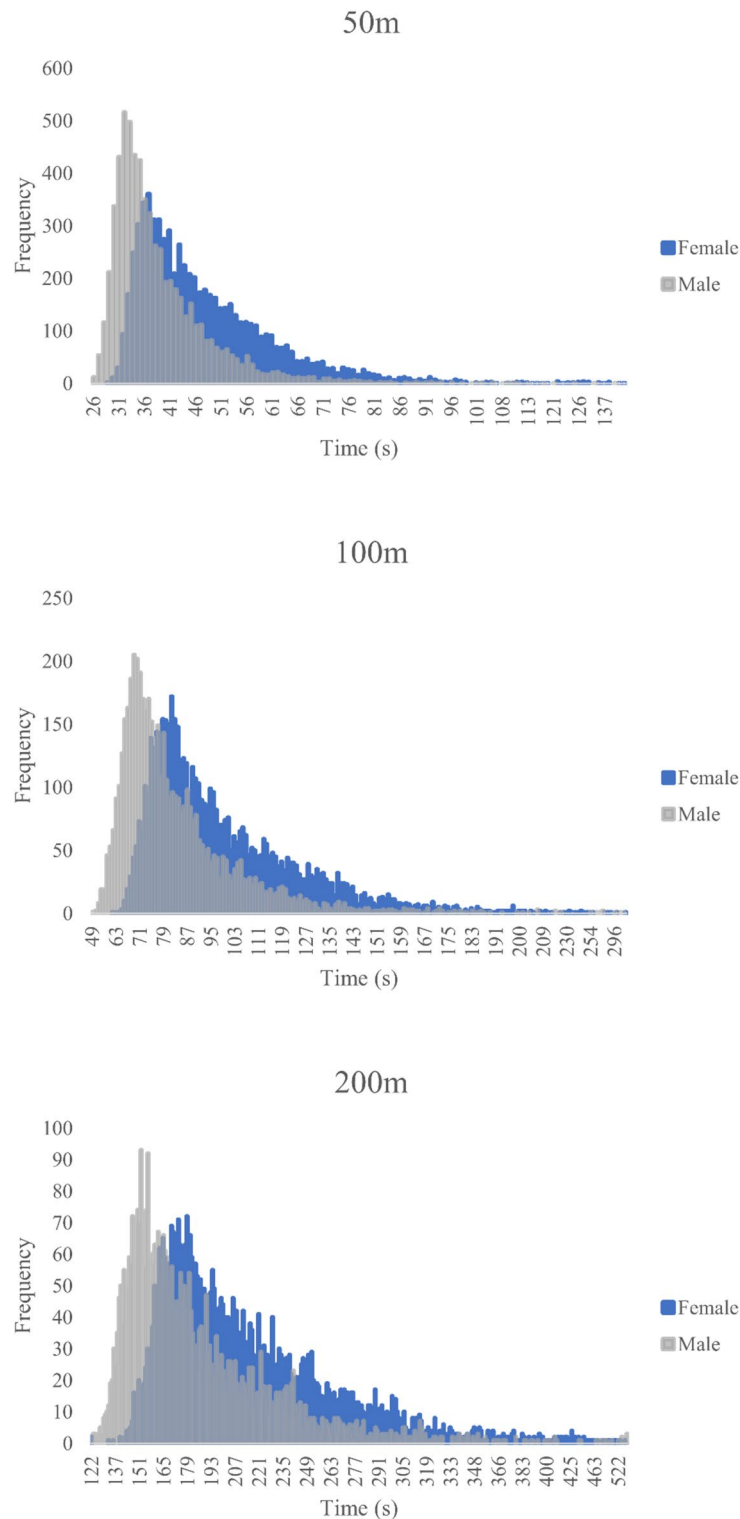 50m
600
500
400
300
200
100
0
Frequency
26 31 36 41 46 51 56 61 66 71 76 81 86 91 96 101 108 113 121 126 137
Time (s)
Female
Male
100m
250
200
150
100
50
0
Frequency
49 63 71 79 87 95 103 111 119 127 135 143 151 159 167 175 183 191 200 209 230 254 296
Time (s)
Female
Male
200m
100
90
80
70
60
50
40
30
20
10
0
Frequency
122 137 151 165 179 193 207 221 235 249 263 277 291 305 319 333 348 366 383 400 425 463 522
Time (s)
Female
Male